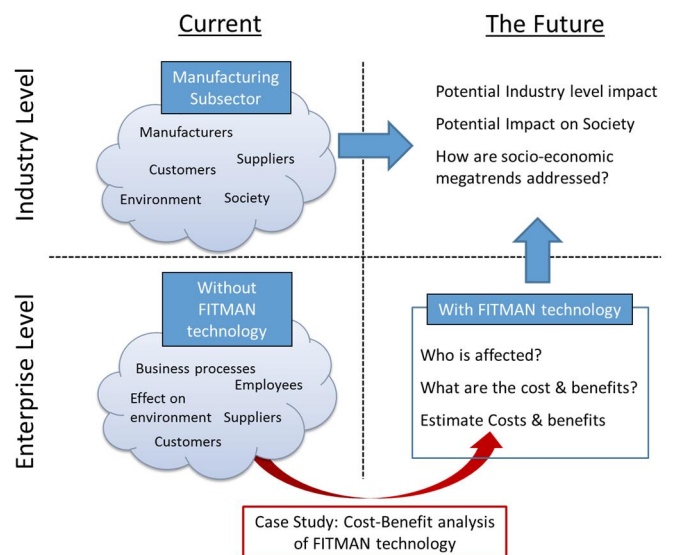 Current
The Future
Industry Level
Manufacturing
Subsector
Manufacturers
Suppliers
Customers
Environment
Society
Potential Industry level impact
Potential Impact on Society
How are socio-economic
megatrends addressed?
Enterprise Level
Without
FITMAN
technology
Business processes
Employees
Effect on
environment
Suppliers
Customers
With FITMAN technology
Who is affected?
What are the cost & benefits?
Estimate Costs & benefits
Case Study: Cost-Benefit analysis
of FITMAN technology